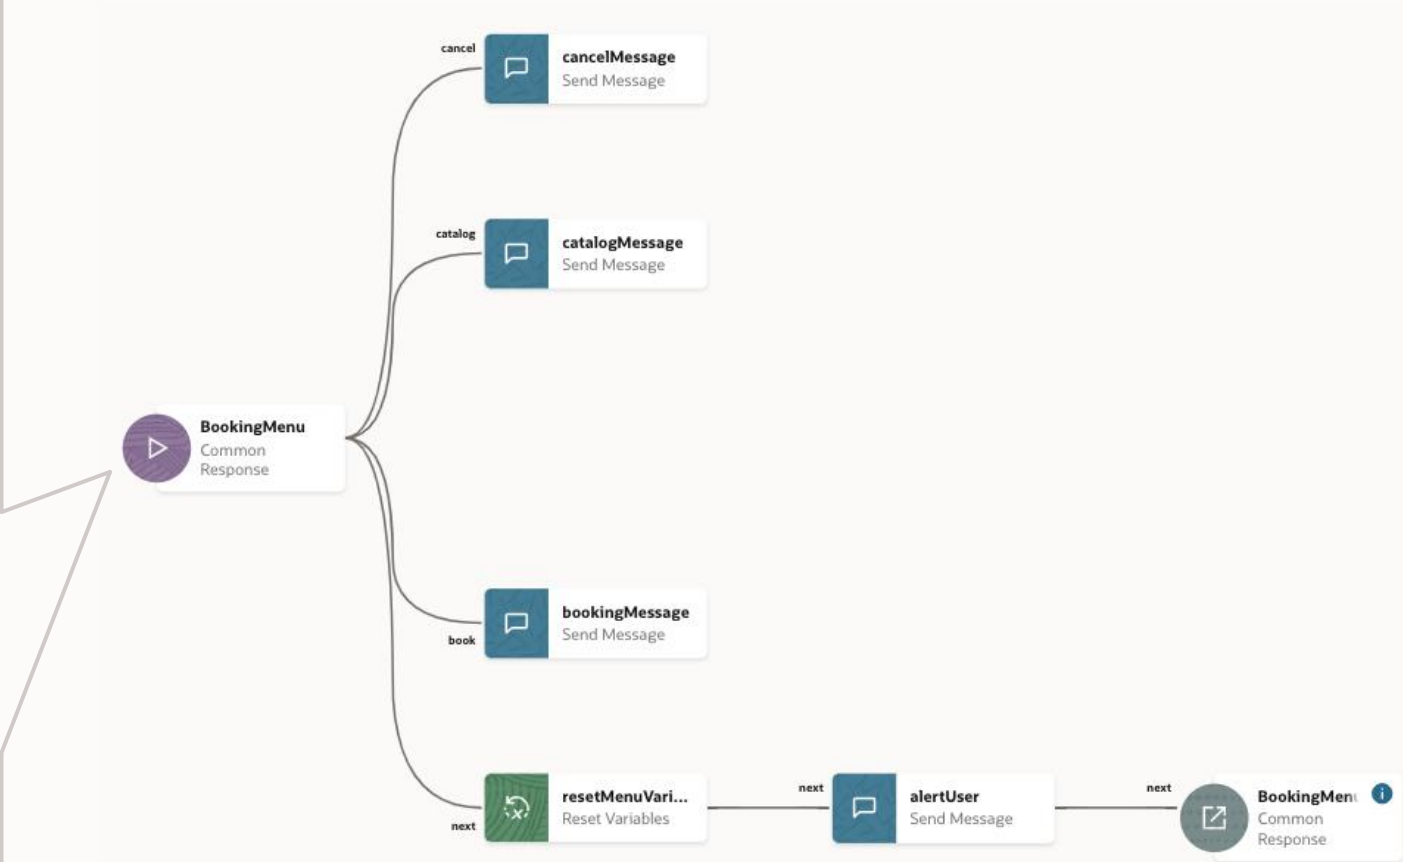 cancel
cancelMessage
Send Message
catalog
catalogMessage
Send Message
BookingMenu
Common
Response
book
bookingMessage
Send Message
next
resetMenuVari...
Reset Variables
next
alertUser
Send Message
next
BookingMenu
Common
Response